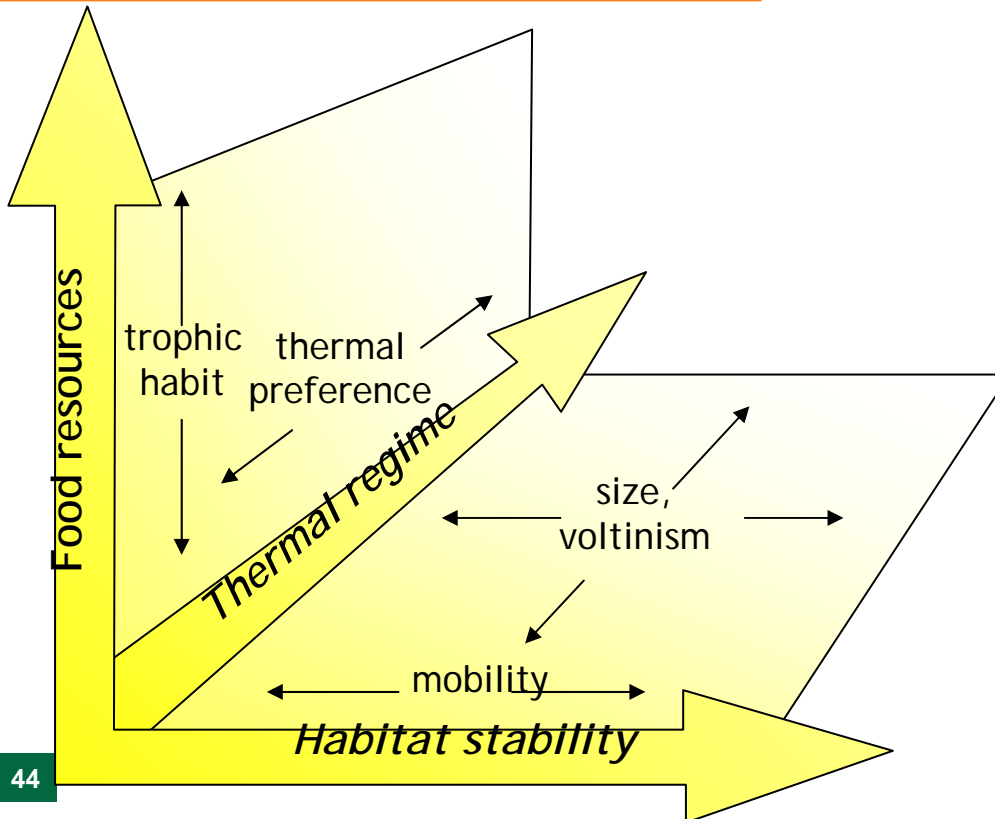 Food resources
trophic
habit
thermal
preference
Thermal regime
size,
voltinism
mobility
Habitat stability
44